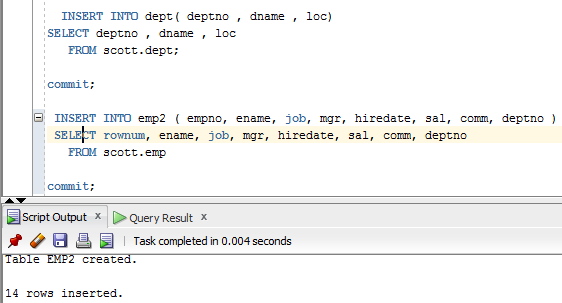 INSERT INTO dept( deptno , dname , loc)
SELECT deptno , dname , loc
FROM scott.dept;
commit;
INSERT INTO emp2 ( empno, ename, job, mgr, hiredate, sal, comm, deptno )
SELECT rownum, ename, job, mgr, hiredate, sal, comm, deptno
FROM scott.emp
commit;
Script Output x Query Result x
Task completed in 0.004 seconds
Table EMP2 created.
14 rows inserted.